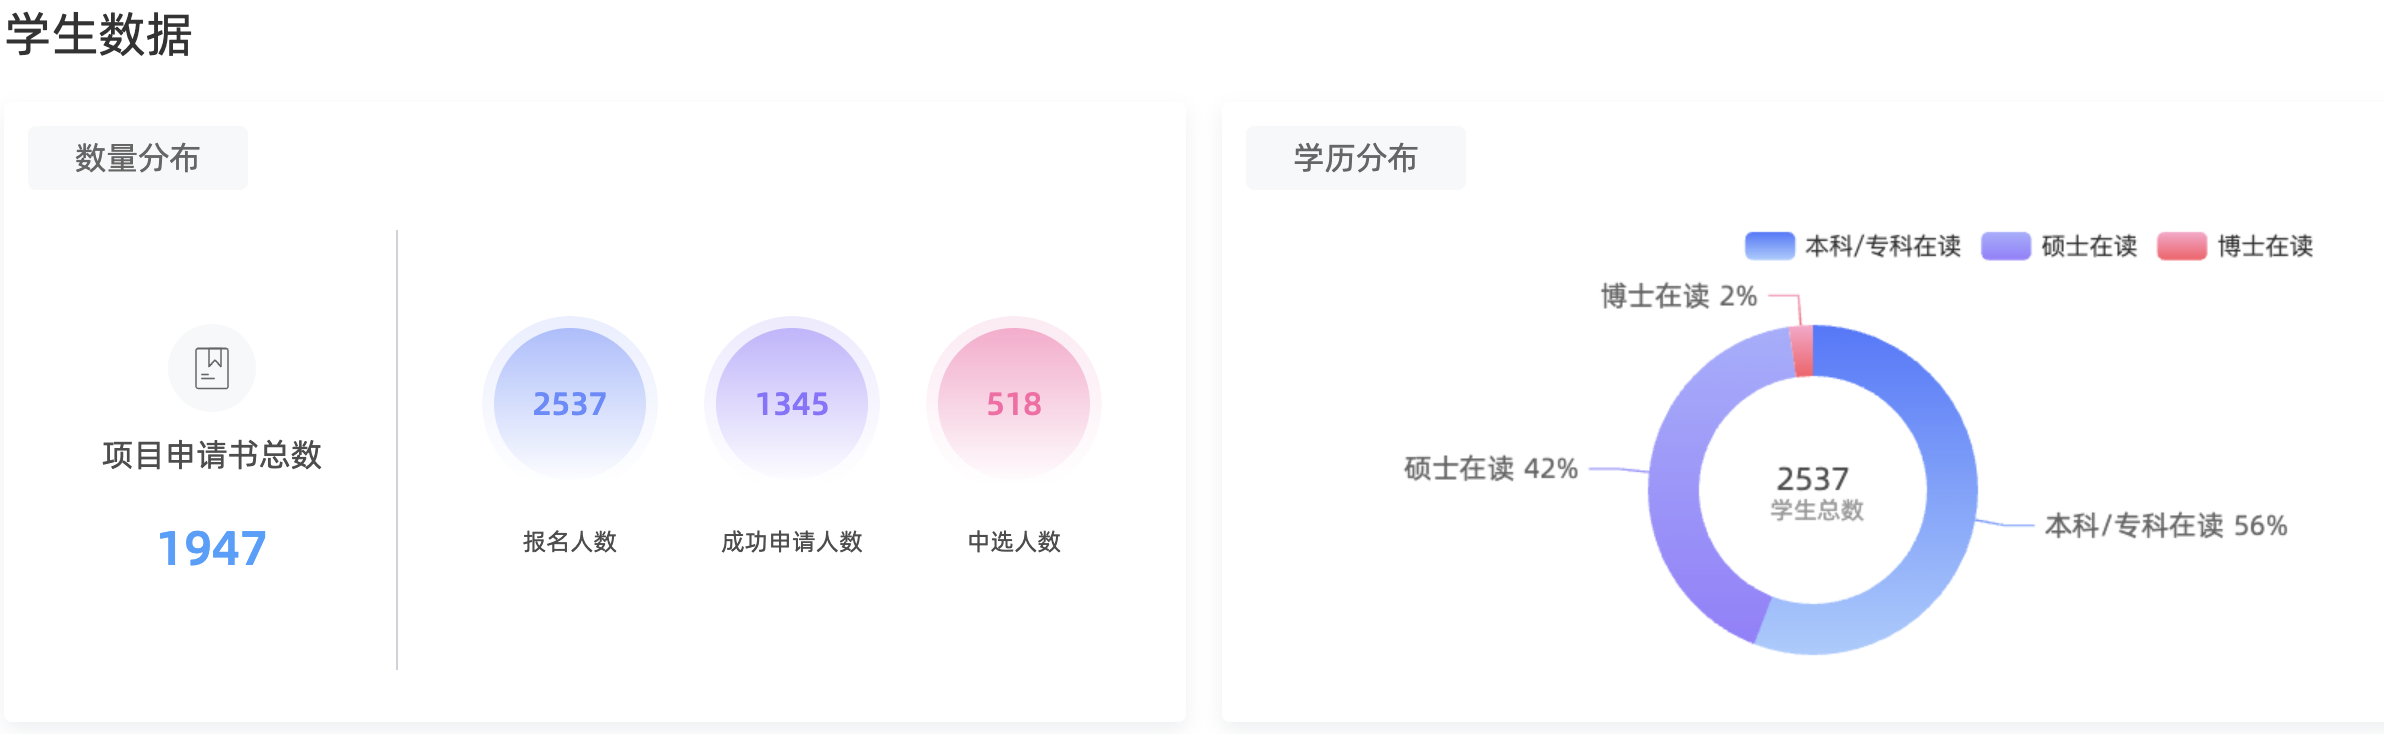 学生数据
数量分布
项目申请书总数
1947
2537
报名人数
1345
成功申请人数
518
中选人数
学历分布
本科/专科在读
硕士在读
博士在读
博士在读 2%
硕士在读 42%
2537
学生总数
本科/专科在读 56%